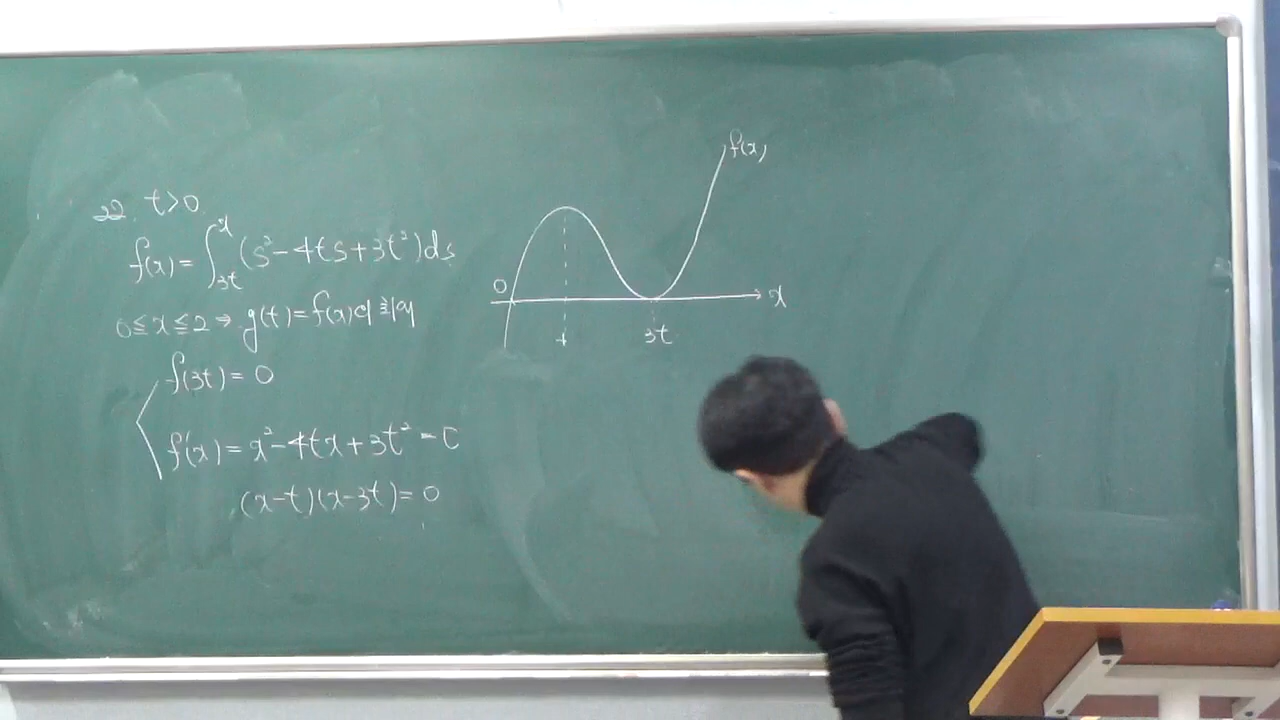 22. t>0
f(x) = ∫_{3t}^{x} (s²-4ts+3t²)ds
0≦x≦2 → g(t)=f(x)의 최댓
f(3t)=0
f(x)=x²-4tx+3t²=0
(x-t)(x-3t)=0
f(x)
0
x
t
3t